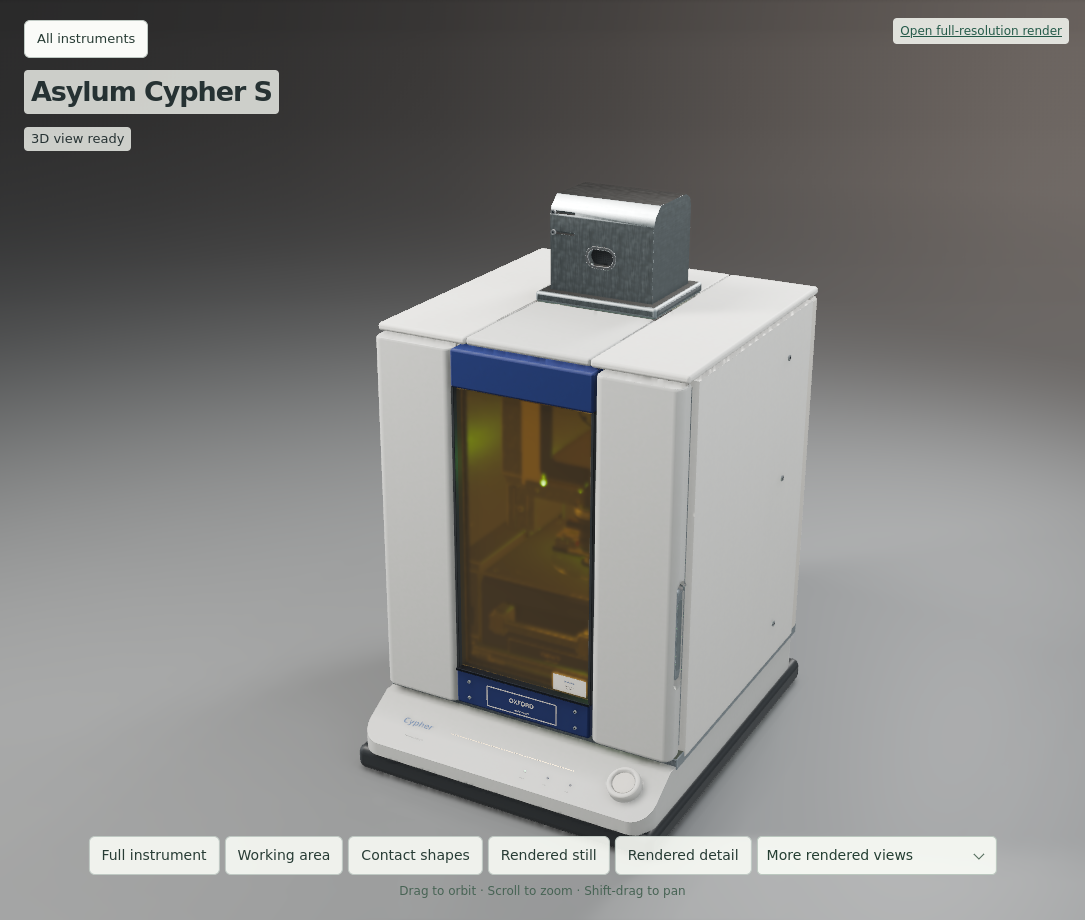 All instruments
Open full-resolution render
Asylum Cypher S
3D view ready
OXFORD
Cypher
Full instrument
Working area
Contact shapes
Rendered still
Rendered detail
More rendered views
Drag to orbit · Scroll to zoom · Shift-drag to pan